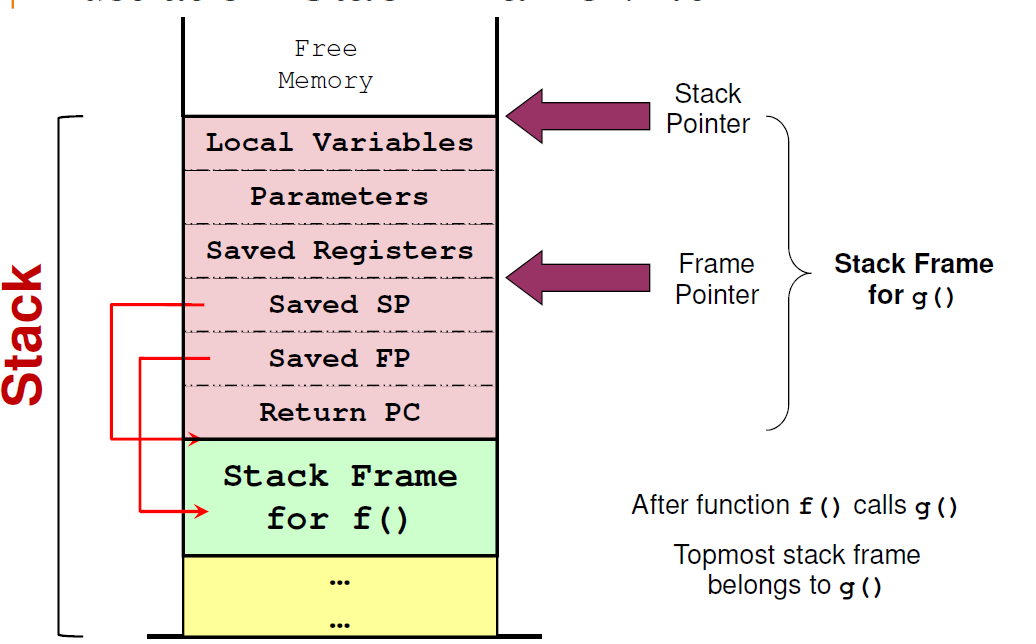 Free
Memory
Stack
Pointer
Local Variables
Parameters
Saved Registers
Frame
Pointer
Stack Frame
for g()
Saved SP
Saved FP
Return PC
Stack
Stack Frame
for f()
After function f() calls g()
Topmost stack frame
belongs to g()
…
…